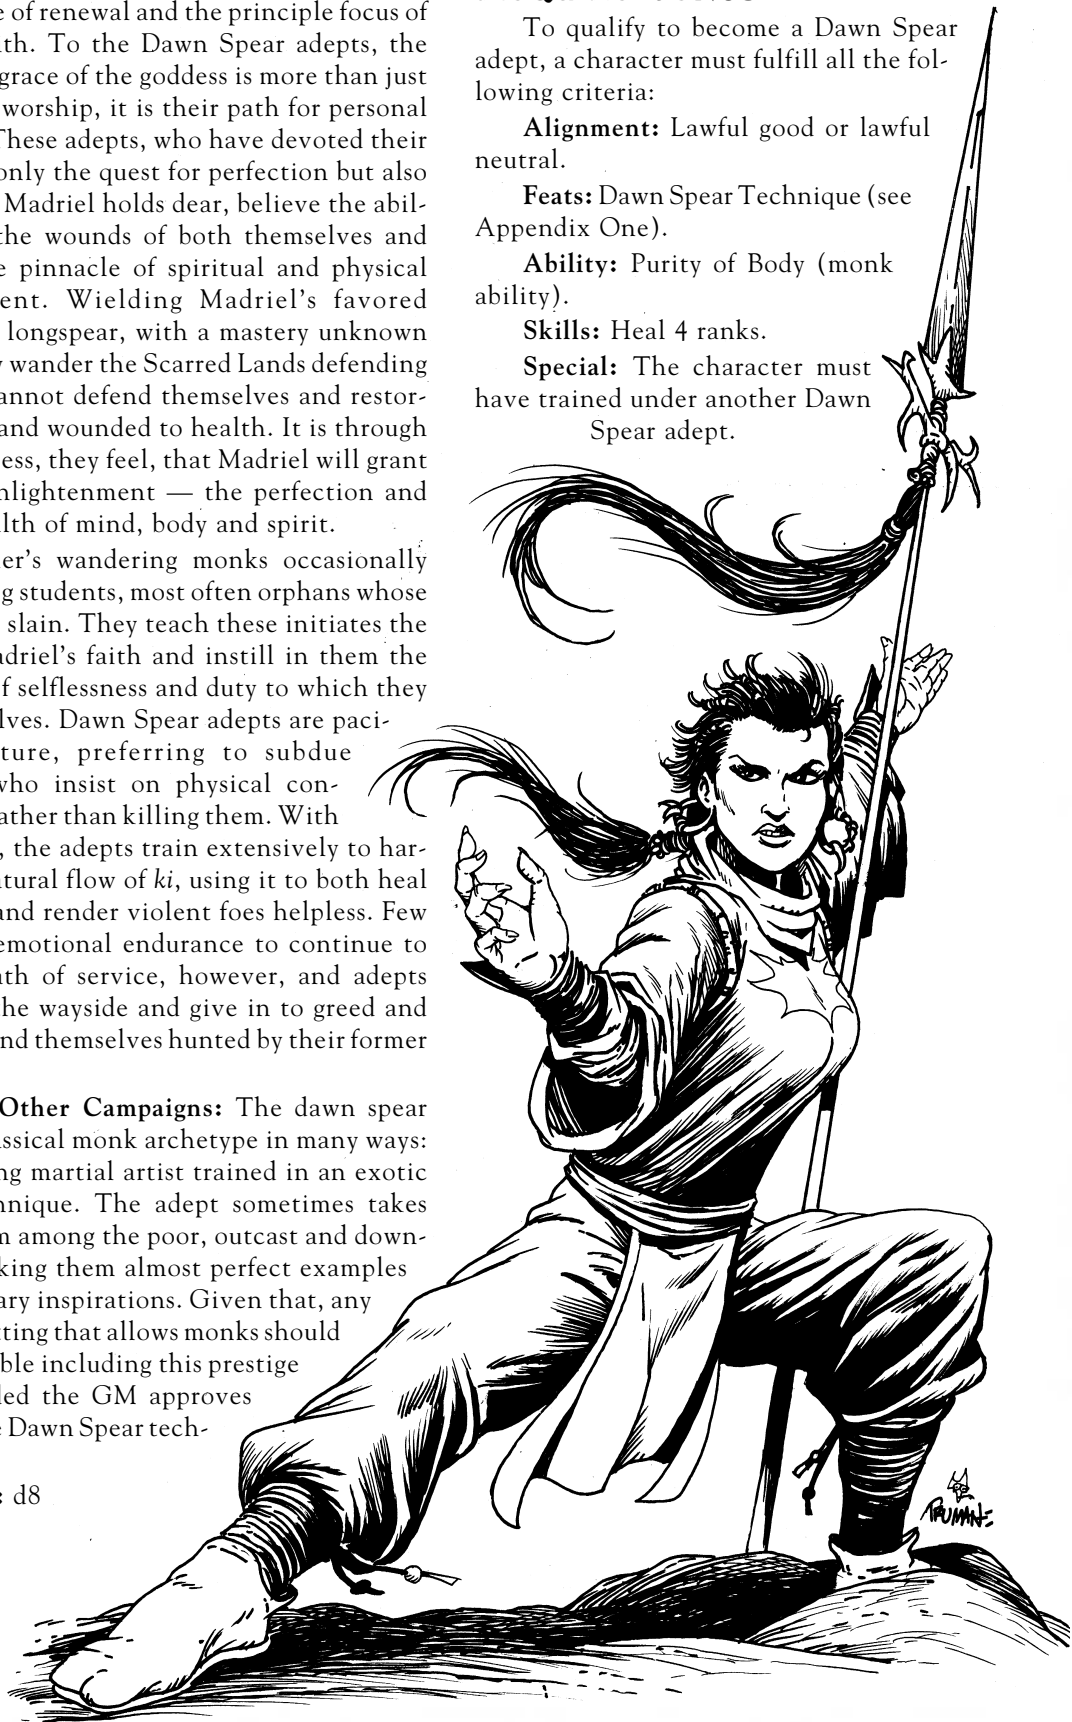 e of renewal and the principle focus of
lth. To the Dawn Spear adepts, the
grace of the goddess is more than just
worship, it is their path for personal
These adepts, who have devoted their
only the quest for perfection but also
Madriel holds dear, believe the abil-
the wounds of both themselves and
e pinnacle of spiritual and physical
ent. Wielding Madriel's favored
longspear, with a mastery unknown
y wander the Scarred Lands defending
annot defend themselves and restor-
and wounded to health. It is through
ess, they feel, that Madriel will grant
nlightenment — the perfection and
lth of mind, body and spirit.
er's wandering monks occasionally
g students, most often orphans whose
slain. They teach these initiates the
adriel's faith and instill in them the
f selflessness and duty to which they
lves. Dawn Spear adepts are paci-
ture, preferring to subdue
who insist on physical con-
ather than killing them. With
, the adepts train extensively to har-
atural flow of ki, using it to both heal
and render violent foes helpless. Few
emotional endurance to continue to
ath of service, however, and adepts
the wayside and give in to greed and
nd themselves hunted by their former
Other Campaigns: The dawn spear
assical monk archetype in many ways:
ng martial artist trained in an exotic
hnique. The adept sometimes takes
m among the poor, outcast and down-
king them almost perfect examples
ary inspirations. Given that, any
tting that allows monks should
ble including this prestige
led the GM approves
e Dawn Spear tech-
: d8
To qualify to become a Dawn Spear
adept, a character must fulfill all the fol-
lowing criteria:
Alignment: Lawful good or lawful
neutral.
Feats: Dawn Spear Technique (see
Appendix One).
Ability: Purity of Body (monk
ability).
Skills: Heal 4 ranks.
Special: The character must
have trained under another Dawn
Spear adept.
TRUMAN